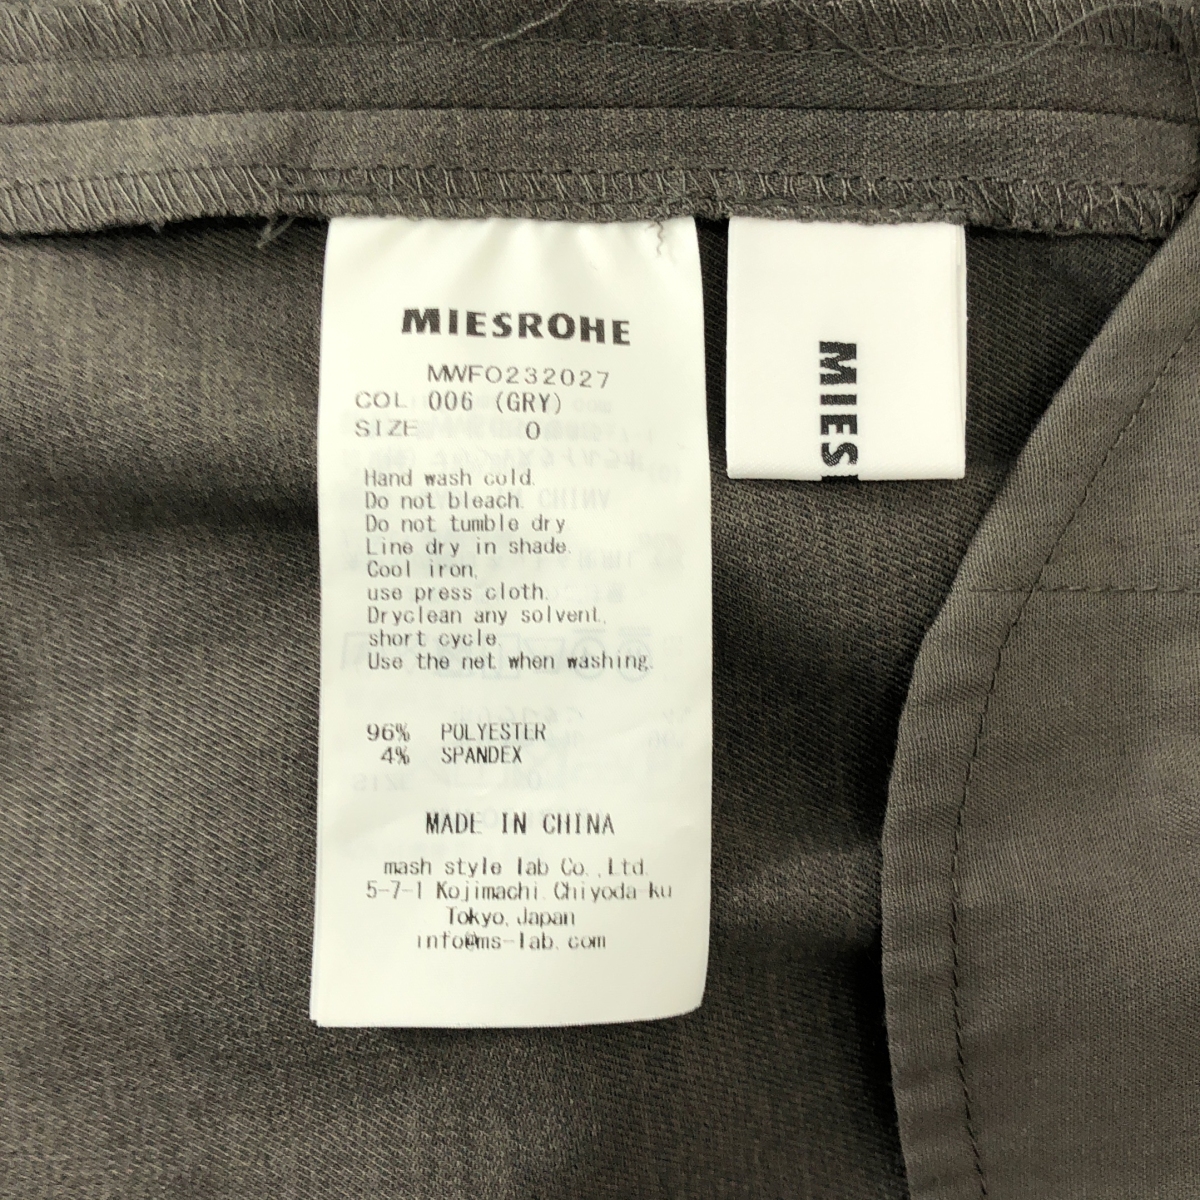 MIESROHE
MWFO232027
COL 006 (GRY)
SIZE 0
Hand wash cold.
Do not bleach.
Do not tumble dry
Line dry in shade.
Cool iron,
use press cloth.
Dryclean any solvent,
short cycle
Use the net when washing.
96% POLYESTER
4% SPANDEX
MADE IN CHINA
mash style lab Co.,Ltd.
5-7-1 Kojimachi Chiyoda-ku
Tokyo, Japan
info@ms-lab.com
MIES